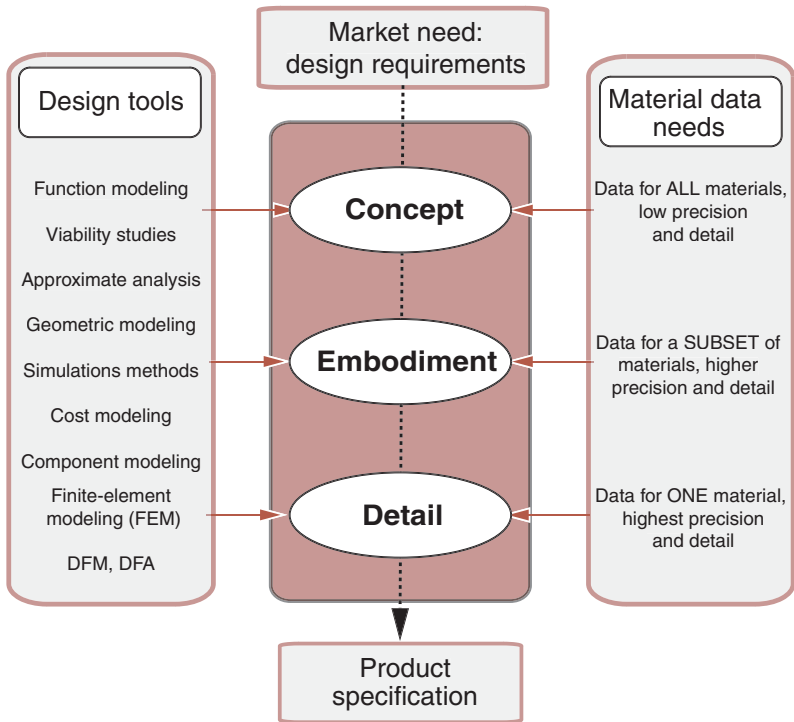 Market need:
design requirements
Design tools
Function modeling
Viability studies
Approximate analysis
Geometric modeling
Simulations methods
Cost modeling
Component modeling
Finite-element
modeling (FEM)
DFM, DFA
Concept
Embodiment
Detail
Material data
needs
Data for ALL materials,
low precision
and detail
Data for a SUBSET of
materials, higher
precision and detail
Data for ONE material,
highest precision
and detail
Product
specification